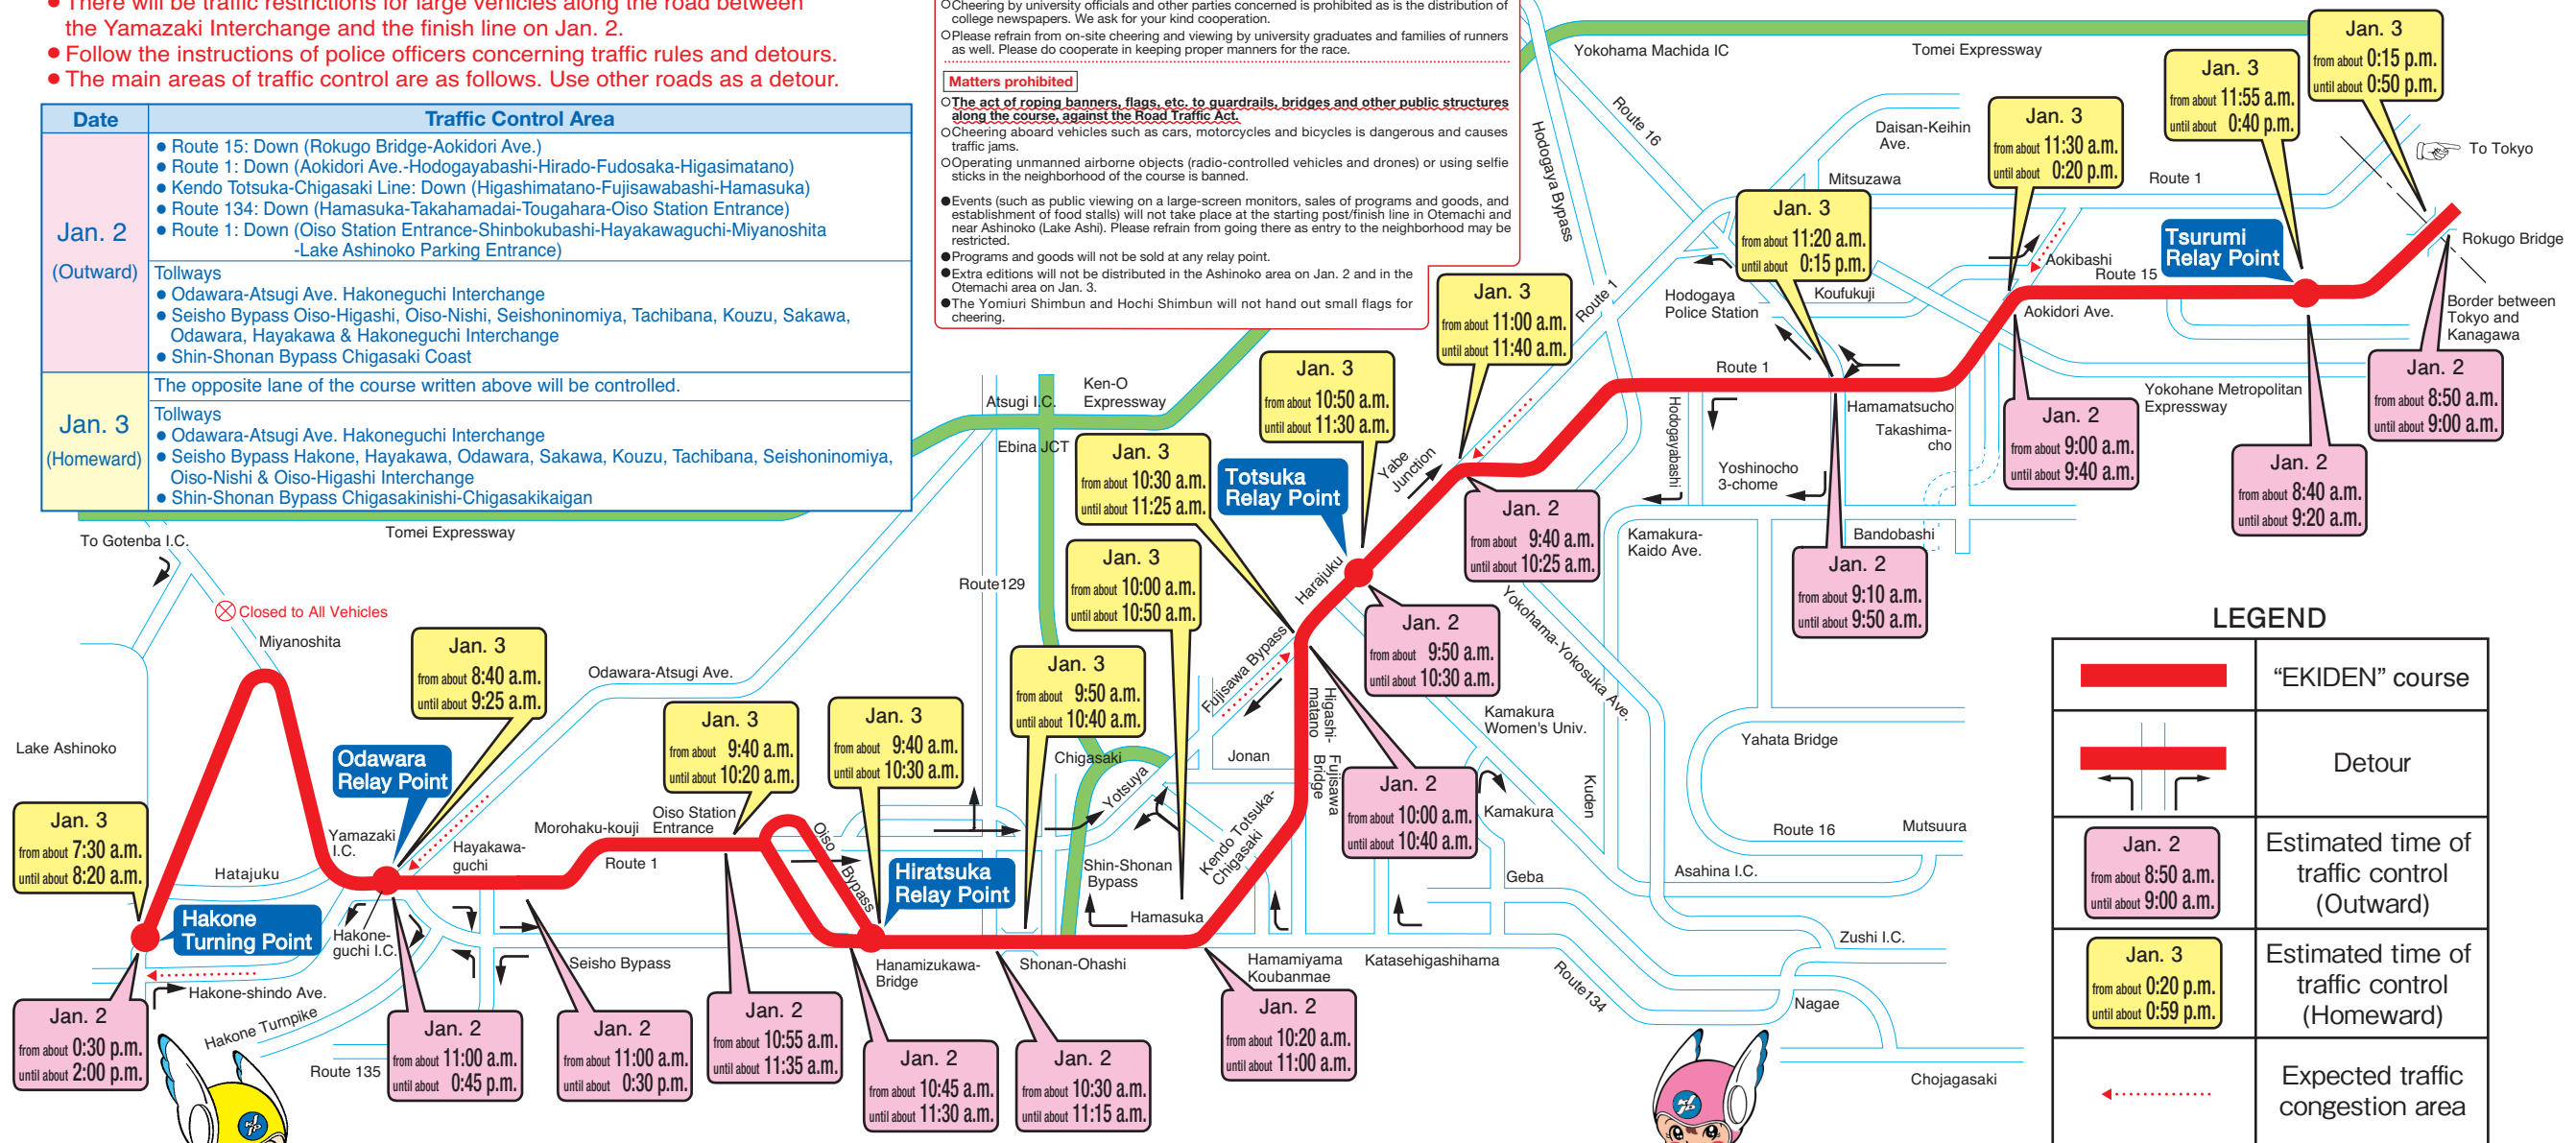 ● There will be traffic restrictions for large vehicles along the road between
the Yamazaki Interchange and the finish line on Jan. 2.
● Follow the instructions of police officers concerning traffic rules and detours.
● The main areas of traffic control are as follows. Use other roads as a detour.
Date
Traffic Control Area
Jan. 2
(Outward)
● Route 15: Down (Rokugo Bridge-Aokidori Ave.)
● Route 1: Down (Aokidori Ave.-Hodogayabashi-Hirado-Fudosaka-Higasimatano)
● Kendo Totsuka-Chigasaki Line: Down (Higashimatano-Fujisawabashi-Hamasuka)
● Route 134: Down (Hamasuka-Takahamadai-Tougahara-Oiso Station Entrance)
● Route 1: Down (Oiso Station Entrance-Shinbokubashi-Hayakawaguchi-Miyanoshita
-Lake Ashinoko Parking Entrance)
Tollways
● Odawara-Atsugi Ave. Hakoneguchi Interchange
● Seisho Bypass Oiso-Higashi, Oiso-Nishi, Seishoninomiya, Tachibana, Kouzu, Sakawa,
Odawara, Hayakawa & Hakoneguchi Interchange
● Shin-Shonan Bypass Chigasaki Coast
Jan. 3
(Homeward)
The opposite lane of the course written above will be controlled.
Tollways
● Odawara-Atsugi Ave. Hakoneguchi Interchange
● Seisho Bypass Hakone, Hayakawa, Odawara, Sakawa, Kouzu, Tachibana, Seishoninomiya,
Oiso-Nishi & Oiso-Higashi Interchange
● Shin-Shonan Bypass Chigasakinishi-Chigasakikaigan
○Cheering by university officials and other parties concerned is prohibited as is the distribution of
college newspapers. We ask for your kind cooperation.
○Please refrain from on-site cheering and viewing by university graduates and families of runners
as well. Please do cooperate in keeping proper manners for the race.
Matters prohibited
○The act of roping banners, flags, etc. to guardrails, bridges and other public structures
along the course, against the Road Traffic Act.
○Cheering aboard vehicles such as cars, motorcycles and bicycles is dangerous and causes
traffic jams.
○Operating unmanned airborne objects (radio-controlled vehicles and drones) or using selfie
sticks in the neighborhood of the course is banned.
●Events (such as public viewing on a large-screen monitors, sales of programs and goods, and
establishment of food stalls) will not take place at the starting post/finish line in Otemachi and
near Ashinoko (Lake Ashi). Please refrain from going there as entry to the neighborhood may be
restricted.
●Programs and goods will not be sold at any relay point.
●Extra editions will not be distributed in the Ashinoko area on Jan. 2 and in the
Otemachi area on Jan. 3.
●The Yomiuri Shimbun and Hochi Shimbun will not hand out small flags for
cheering.
Yokohama Machida IC
Tomei Expressway
Route 16
Hodogaya Bypass
Daisan-Keihin
Ave.
Mitsuzawa
Route 1
Jan. 3
from about 0:15 p.m.
until about 0:50 p.m.
Jan. 3
from about 11:55 a.m.
until about 0:40 p.m.
Jan. 3
from about 11:30 a.m.
until about 0:20 p.m.
Jan. 3
from about 11:20 a.m.
until about 0:15 p.m.
To Tokyo
Rokugo Bridge
Border between
Tokyo and
Kanagawa
Tsurumi
Relay Point
Aokibashi
Route 15
Aokidori Ave.
Koufukuji
Hodogaya
Police Station
Route 1
Jan. 3
from about 11:00 a.m.
until about 11:40 a.m.
Route 1
Yokohane Metropolitan
Expressway
Jan. 2
from about 8:50 a.m.
until about 9:00 a.m.
Jan. 2
from about 8:40 a.m.
until about 9:20 a.m.
Jan. 2
from about 9:00 a.m.
until about 9:40 a.m.
Hamamatsucho
Takashima-
cho
Hodogayabashi
Yoshinocho
3-chome
Bandobashi
Kamakura-
Kaido Ave.
Jan. 2
from about 9:10 a.m.
until about 9:50 a.m.
Jan. 2
from about 9:40 a.m.
until about 10:25 a.m.
Yabe
Junction
Totsuka
Relay Point
Jan. 3
from about 10:50 a.m.
until about 11:30 a.m.
Atsugi I.C.
Ken-O
Expressway
Ebina JCT
Jan. 3
from about 10:30 a.m.
until about 11:25 a.m.
Jan. 3
from about 10:00 a.m.
until about 10:50 a.m.
Harajuku
Jan. 2
from about 9:50 a.m.
until about 10:30 a.m.
Yokohama-Yokosuka Ave.
Kamakura
Women's Univ.
Kuden
Kamakura
Yahata Bridge
Route 16
Mutsuura
Asahina I.C.
Geba
Zushi I.C.
Nagae
Chojagasaki
Route134
Katasehigashihama
Hamamiyama
Koubanmae
Fujisawa Bypass
Higashi-
matano
Fujisawa
Bridge
Jonan
Jan. 2
from about 10:00 a.m.
until about 10:40 a.m.
Kendo Totsuka-
Chigasaki
Yotsuya
Chigasaki
Shin-Shonan
Bypass
Hamasuka
Shonan-Ohashi
Jan. 3
from about 9:50 a.m.
until about 10:40 a.m.
Route129
Tomei Expressway
To Gotenba I.C.
Closed to All Vehicles
Miyanoshita
Jan. 3
from about 8:40 a.m.
until about 9:25 a.m.
Odawara-Atsugi Ave.
Jan. 3
from about 9:40 a.m.
until about 10:20 a.m.
Jan. 3
from about 9:40 a.m.
until about 10:30 a.m.
Lake Ashinoko
Odawara
Relay Point
Jan. 3
from about 7:30 a.m.
until about 8:20 a.m.
Hakone
Turning Point
Hatajuku
Yamazaki
I.C.
Hayakawa-
guchi
Morohaku-kouji
Route 1
Oiso Station
Entrance
Oiso
Bypass
Hiratsuka
Relay Point
Hanamizukawa-
Bridge
Hakone-
guchi I.C.
Seisho Bypass
Hakone-shindo Ave.
Hakone Turnpike
Route 135
Jan. 2
from about 0:30 p.m.
until about 2:00 p.m.
Jan. 2
from about 11:00 a.m.
until about 0:45 p.m.
Jan. 2
from about 11:00 a.m.
until about 0:30 p.m.
Jan. 2
from about 10:55 a.m.
until about 11:35 a.m.
Jan. 2
from about 10:45 a.m.
until about 11:30 a.m.
Jan. 2
from about 10:30 a.m.
until about 11:15 a.m.
Jan. 2
from about 10:20 a.m.
until about 11:00 a.m.
LEGEND
“EKIDEN” course
Detour
Jan. 2
from about 8:50 a.m.
until about 9:00 a.m.
Estimated time of
traffic control
(Outward)
Jan. 3
from about 0:20 p.m.
until about 0:59 p.m.
Estimated time of
traffic control
(Homeward)
Expected traffic
congestion area